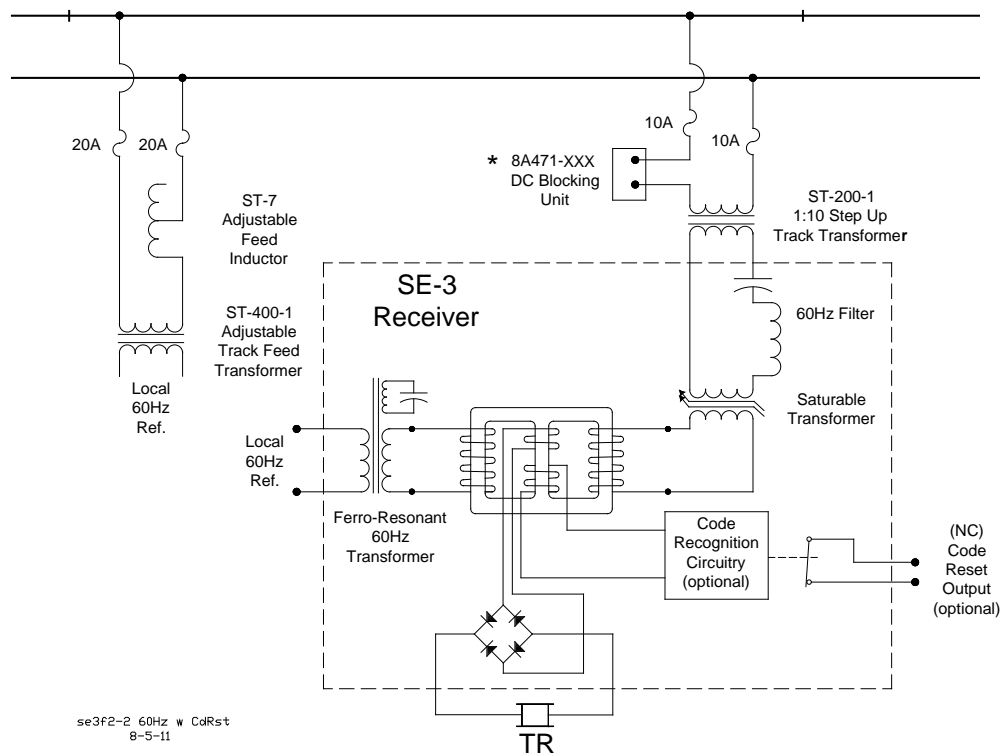 20A
20A
10A
10A
* 8A471-XXX
DC Blocking
Unit
ST-7
Adjustable
Feed
Inductor
ST-200-1
1:10 Step Up
Track Transformer
SE-3
Receiver
60Hz Filter
ST-400-1
Adjustable
Track Feed
Transformer
Local
60Hz
Ref.
Saturable
Transformer
Local
60Hz
Ref.
Ferro-Resonant
60Hz
Transformer
Code
Recognition
Circuitry
(optional)
(NC)
Code
Reset
Output
(optional)
se3f2-2 60Hz w CdRst
8-5-11
TR